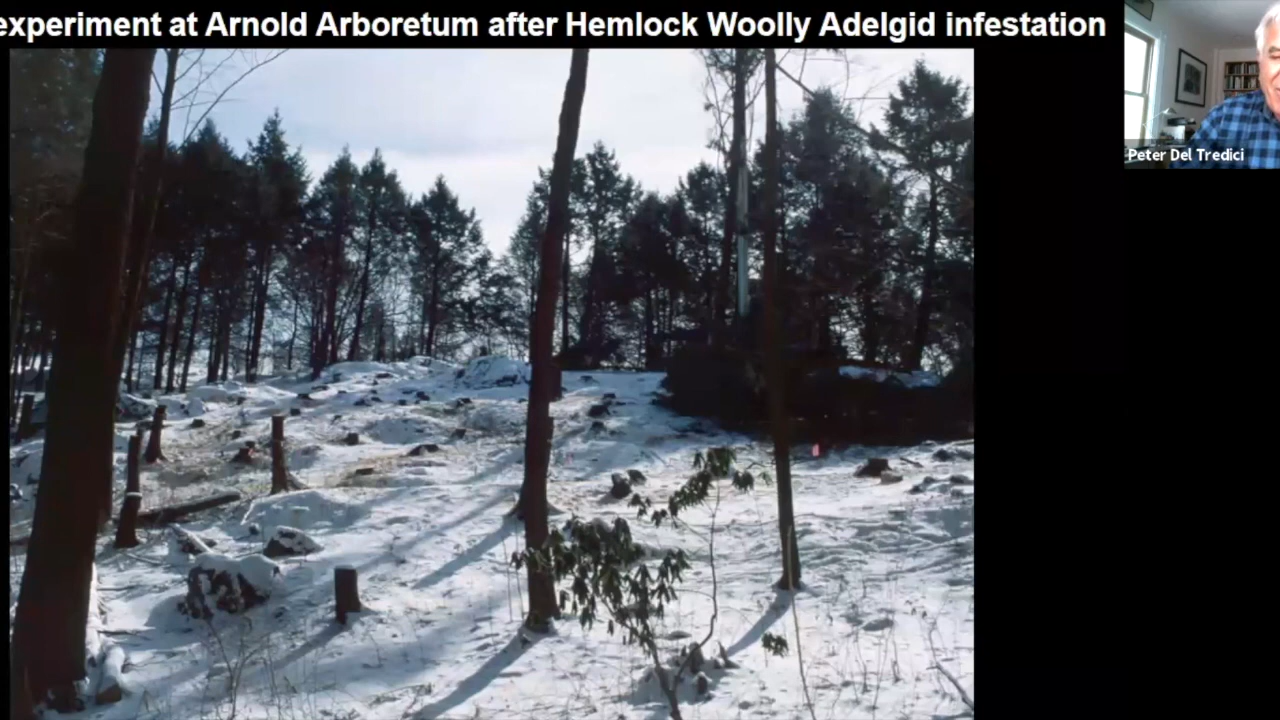 experiment at Arnold Arboretum after Hemlock Woolly Adelgid infestation
Peter Del Tredici